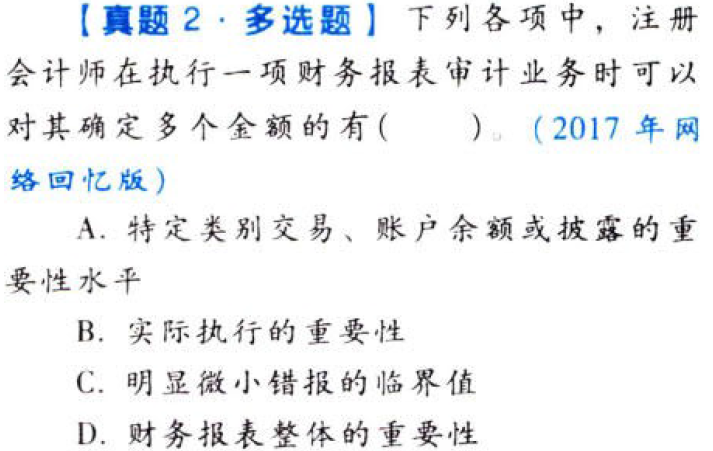 【真题2·多选题】下列各项中，注册
会计师在执行一项财务报表审计业务时可以
对其确定多个金额的有（　　）。（2017年网
络回忆版）
A. 特定类别交易、账户余额或披露的重
要性水平
B. 实际执行的重要性
C. 明显微小错报的临界值
D. 财务报表整体的重要性